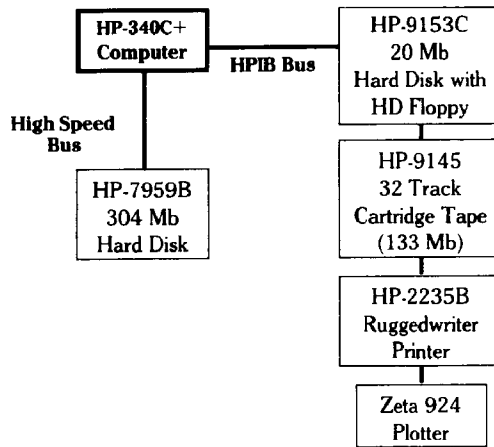 HP-340C+
Computer
HPIB Bus
HP-9153C
20 Mb
Hard Disk with
HD Floppy
High Speed
Bus
HP-7959B
304 Mb
Hard Disk
HP-9145
32 Track
Cartridge Tape
(133 Mb)
HP-2235B
Ruggedwriter
Printer
Zeta 924
Plotter